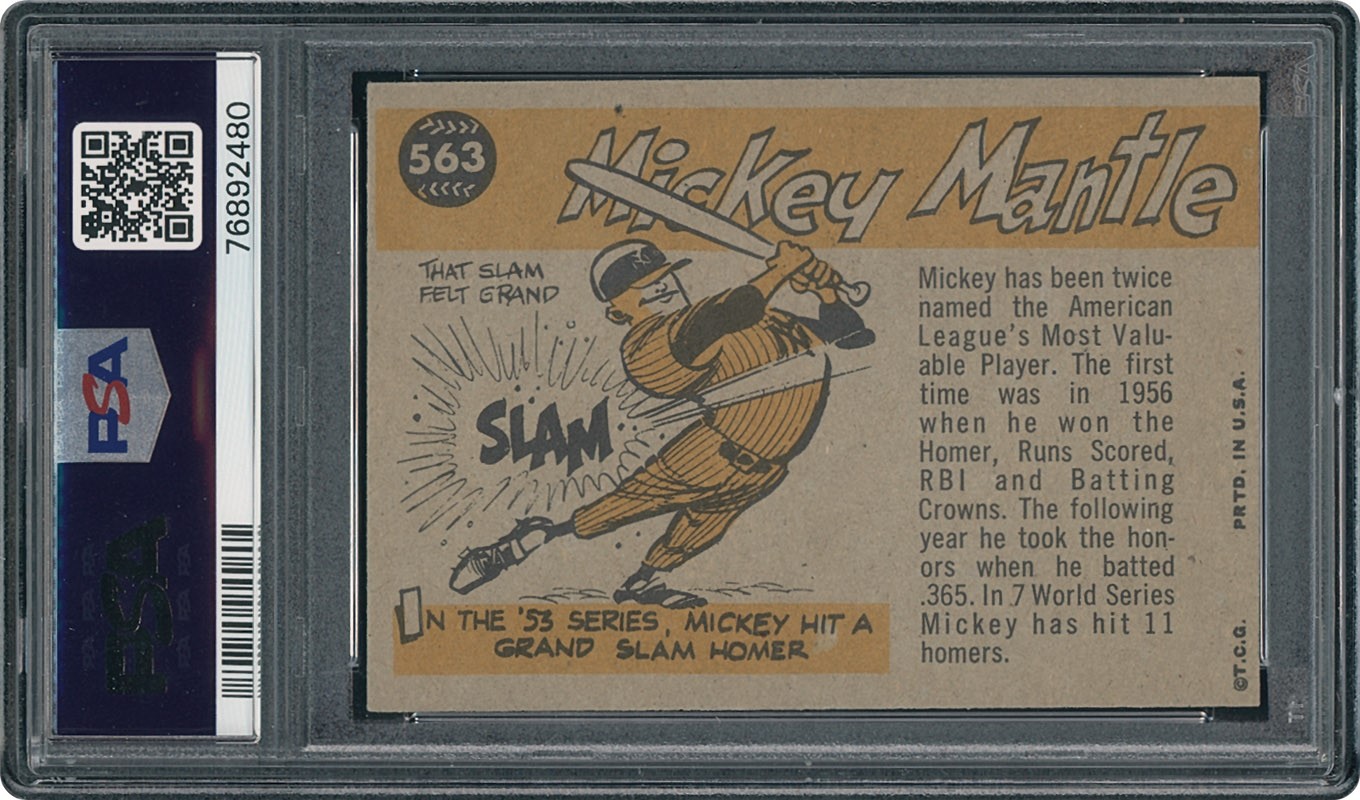 76892480
PSA
PSA
563
Mickey Mantle
THAT SLAM
FELT GRAND
SLAM
IN THE '53 SERIES, MICKEY HIT A
GRAND SLAM HOMER
Mickey has been twice
named the American
League's Most Valu-
able Player. The first
time was in 1956
when he won the
Homer, Runs Scored,
RBI and Batting
Crowns. The following
year he took the hon-
ors when he batted
.365. In 7 World Series
Mickey has hit 11
homers.
©T.C.G. PRTD. IN U.S.A.